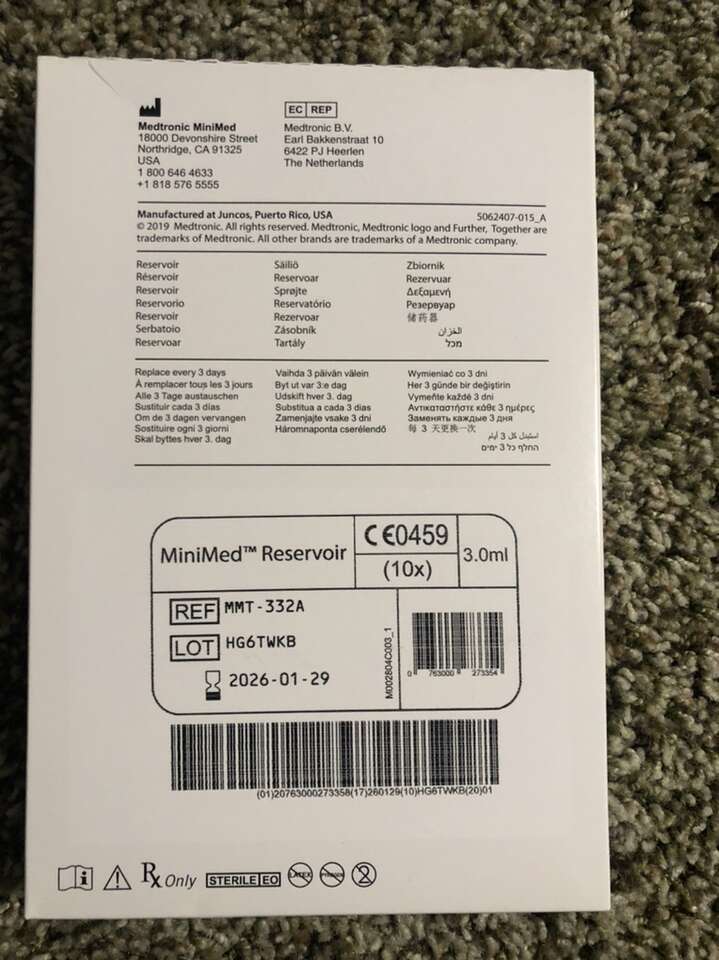 Medtronic MiniMed
18000 Devonshire Street
Northridge, CA 91325
USA
1 800 646 4633
+1 818 576 5555
EC REP
Medtronic B.V.
Earl Bakkenstraat 10
6422 PJ Heerlen
The Netherlands
Manufactured at Juncos, Puerto Rico, USA
5062407-015_A
© 2019 Medtronic. All rights reserved. Medtronic, Medtronic logo and Further, Together are
trademarks of Medtronic. All other brands are trademarks of a Medtronic company.
Reservoir
Réservoir
Reservoir
Reservorio
Reservoir
Serbatoio
Reservoar
Säiliö
Reservoar
Sprøjte
Reservatório
Rezervoar
Zásobník
Tartály
Zbiornik
Rezervuar
Δεξαμενή
Резервуар
储药器
الخزان
מכל
Replace every 3 days
À remplacer tous les 3 jours
Alle 3 Tage austauschen
Sustituir cada 3 días
Om de 3 dagen vervangen
Sostituire ogni 3 giorni
Skal byttes hver 3. dag
Vaihda 3 päivän välein
Byt ut var 3:e dag
Udskift hver 3. dag
Substitua a cada 3 dias
Zamenjajte vsake 3 dni
Háromnaponta cserélendő
Wymieniać co 3 dni
Her 3 günde bir değiştirin
Vyměňte každé 3 dni
Αντικαταστήστε κάθε 3 ημέρες
Заменять каждые 3 дня
每 3 天更换一次
استبدل كل 3 أيام
החלף כל 3 ימים
MiniMed™ Reservoir
CE0459
(10x)
3.0ml
REF MMT-332A
LOT HG6TWKB
2026-01-29
M002804C003_1
0 763000 273354
(01)20763000273358(17)260129(10)HG6TWKB(20)01
Rx Only
STERILE EO
LATEX
PYROGEN
2